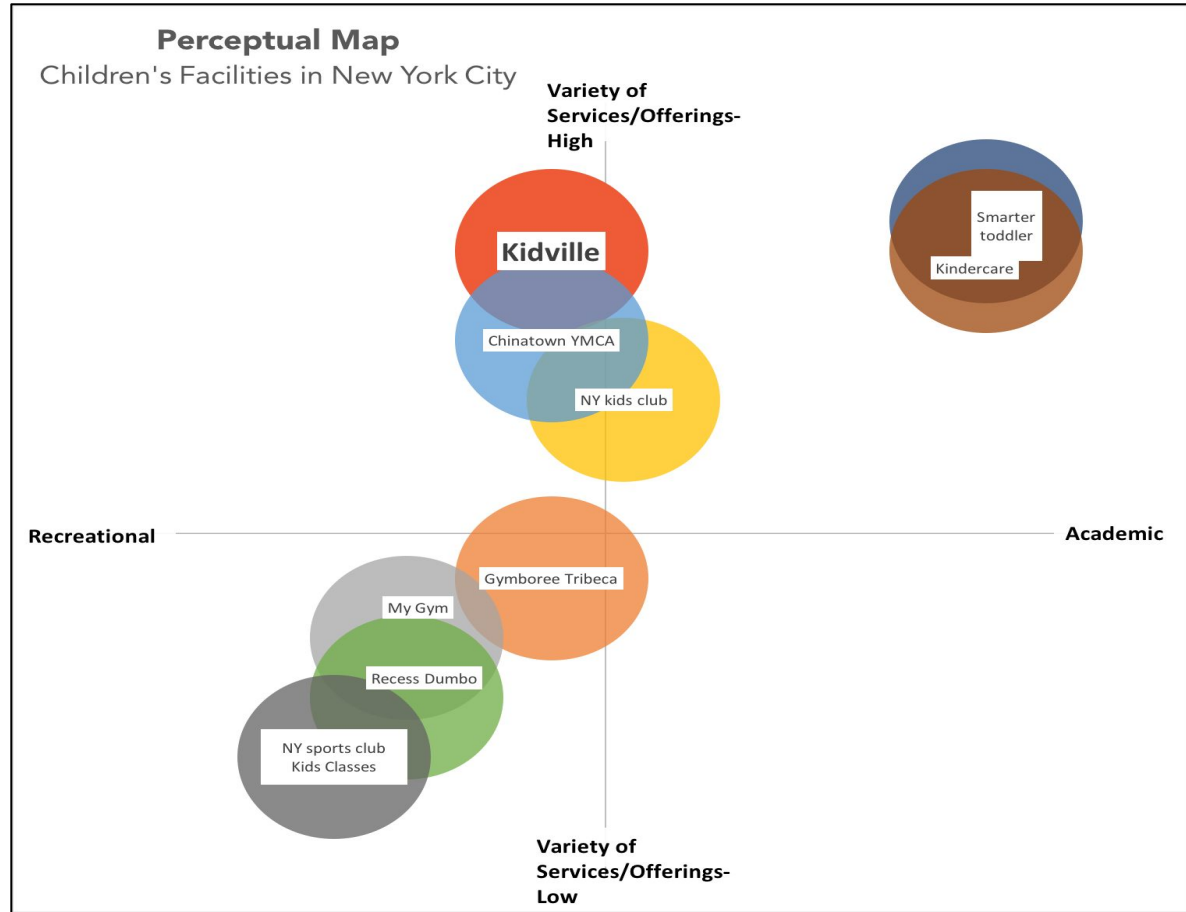 Perceptual Map
Children's Facilities in New York City
Variety of
Services/Offerings-
High
Smarter
toddler
Kindercare
Kidville
Chinatown YMCA
NY kids club
Recreational
Academic
Gymboree Tribeca
My Gym
Recess Dumbo
NY sports club
Kids Classes
Variety of
Services/Offerings-
Low